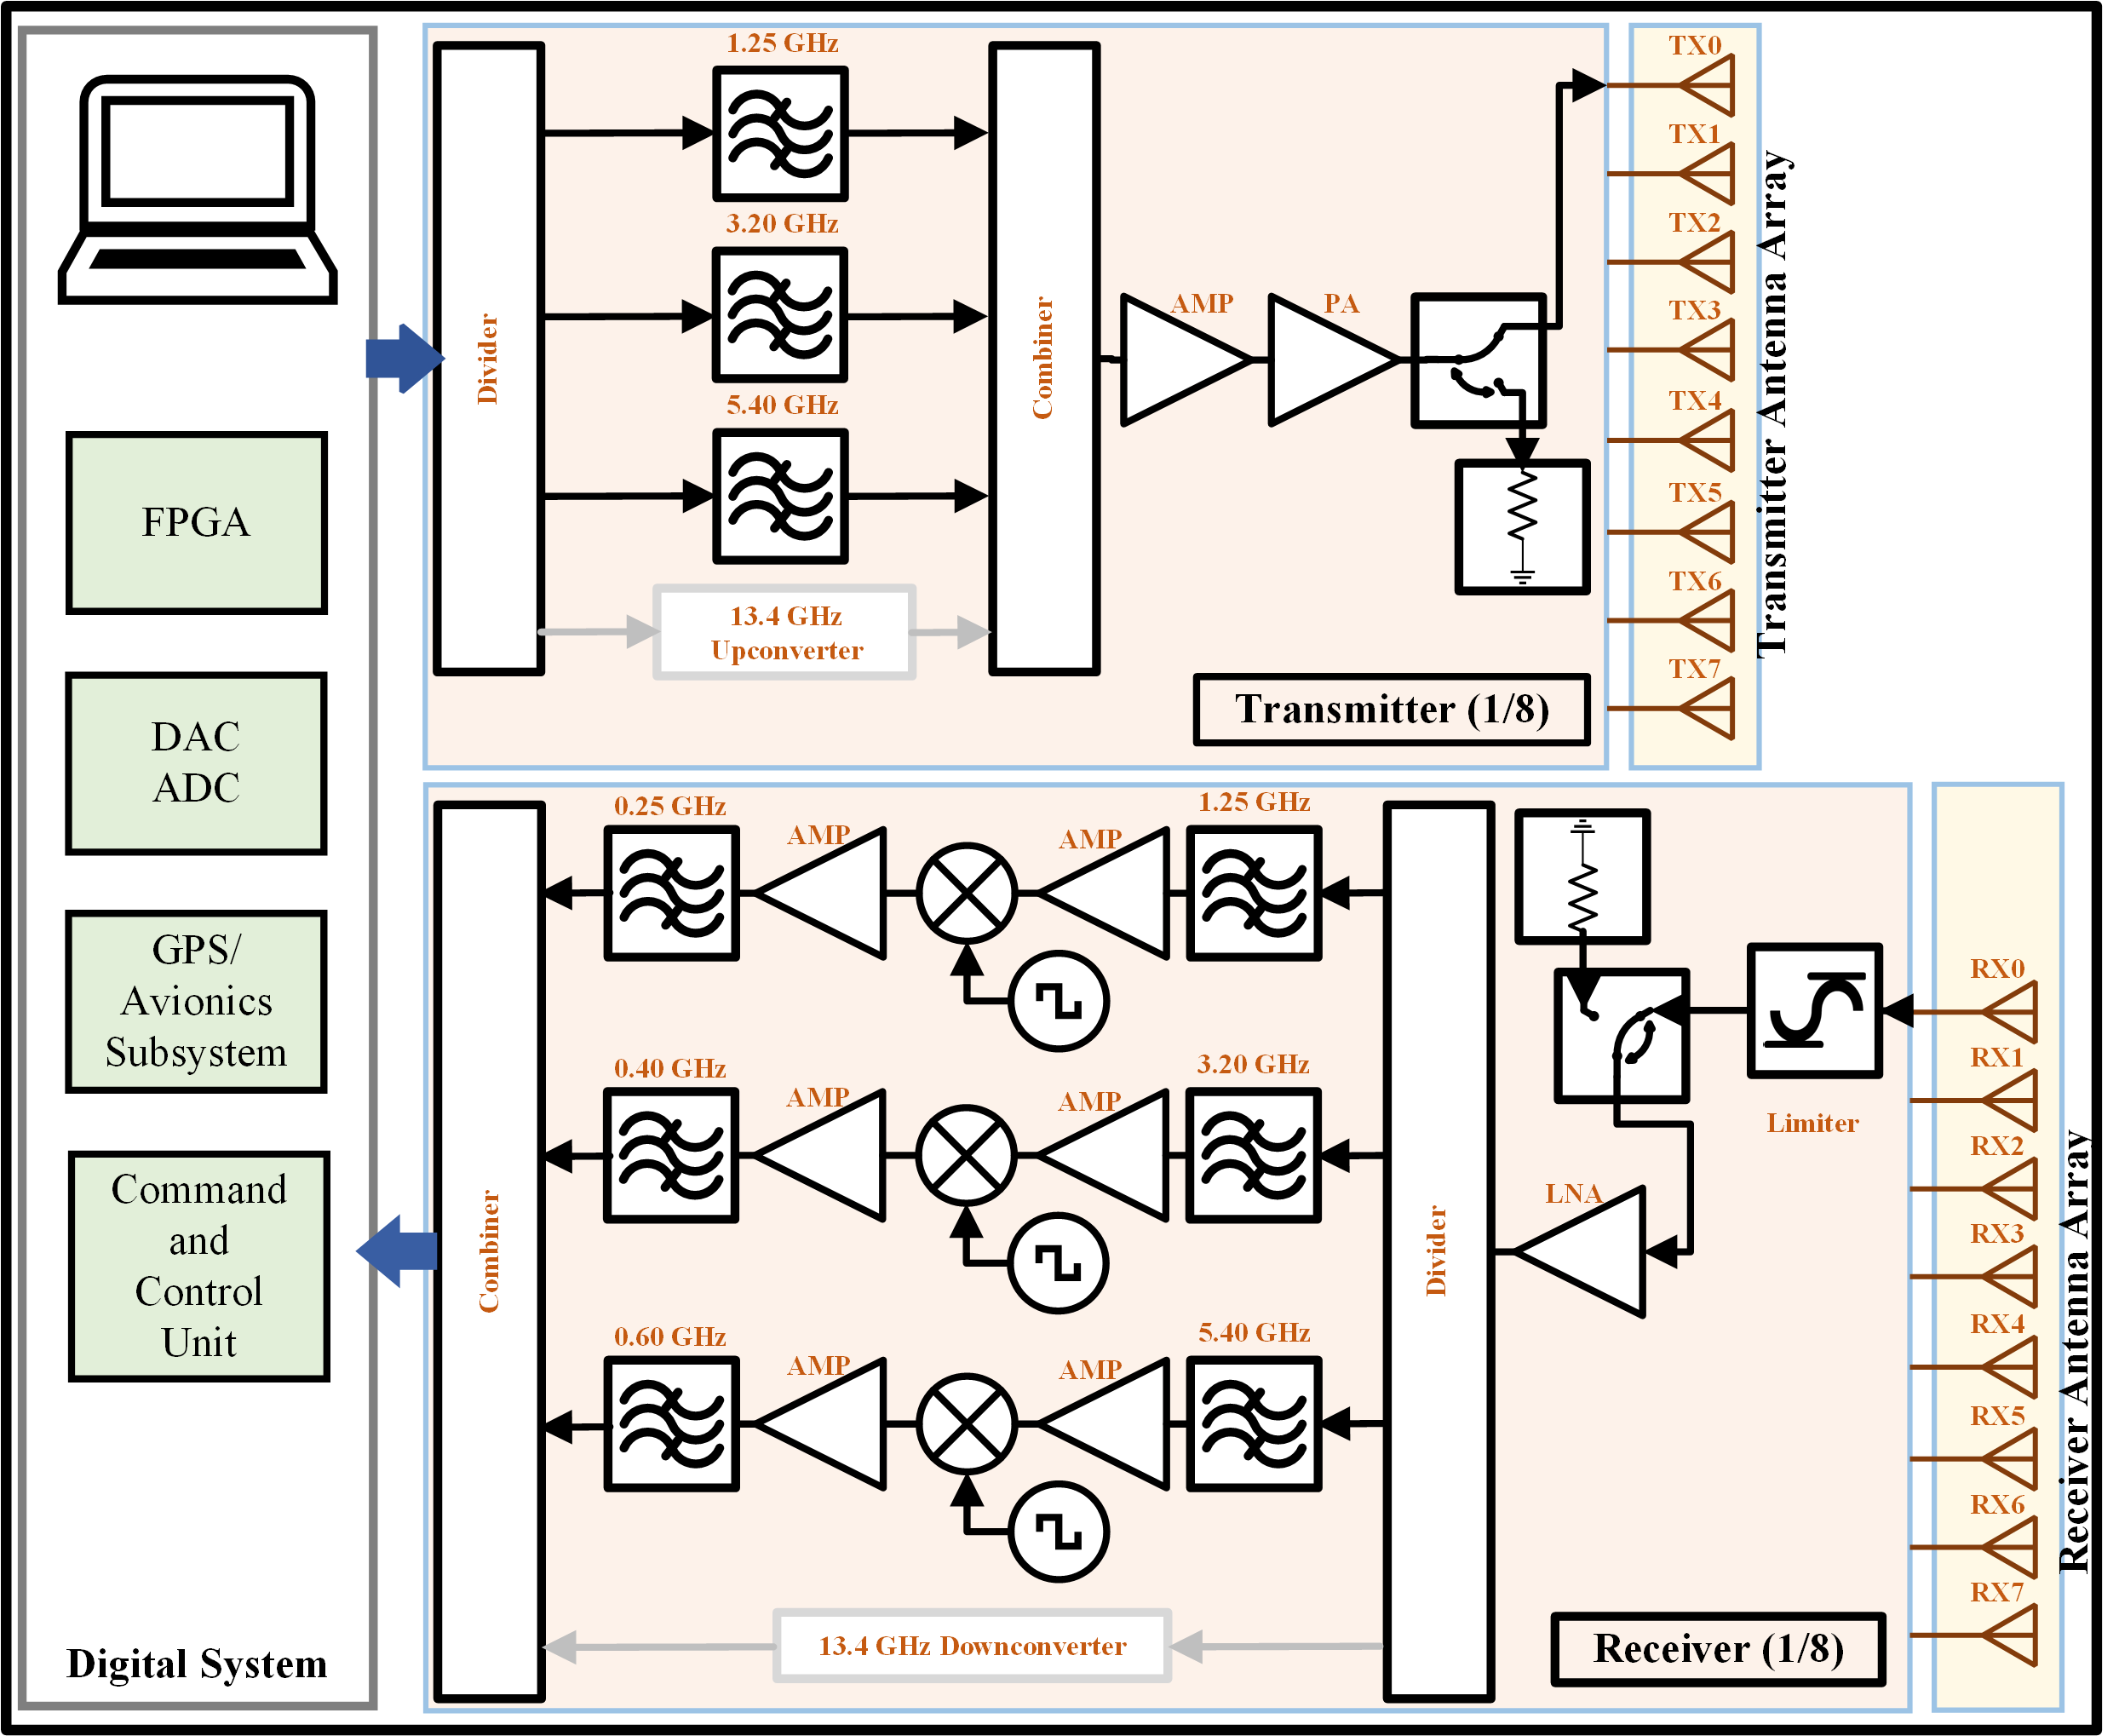 FPGA
DAC
ADC
GPS/
Avionics
Subsystem
Command
and
Control
Unit
Digital System
Divider
1.25 GHz
3.20 GHz
5.40 GHz
13.4 GHz
Upconverter
Combiner
AMP
PA
Transmitter (1/8)
TX0
TX1
TX2
TX3
TX4
TX5
TX6
TX7
Transmitter Antenna Array
Combiner
0.25 GHz
AMP
AMP
1.25 GHz
0.40 GHz
AMP
AMP
3.20 GHz
0.60 GHz
AMP
AMP
5.40 GHz
13.4 GHz Downconverter
Divider
LNA
Limiter
Receiver (1/8)
RX0
RX1
RX2
RX3
RX4
RX5
RX6
RX7
Receiver Antenna Array